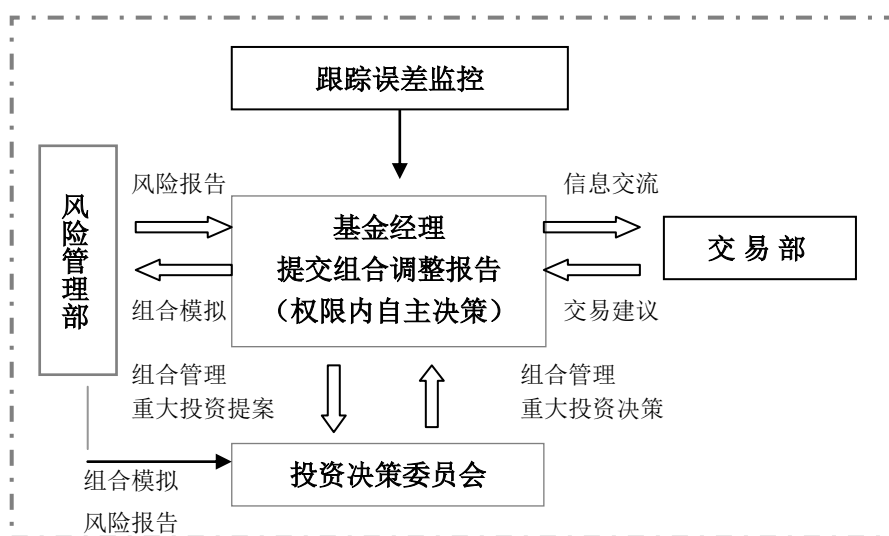 跟踪误差监控
风险管理部
风险报告
组合模拟
基金经理
提交组合调整报告
（权限内自主决策）
信息交流
交易建议
交 易 部
组合管理
重大投资提案
组合管理
重大投资决策
投资决策委员会
组合模拟
风险报告